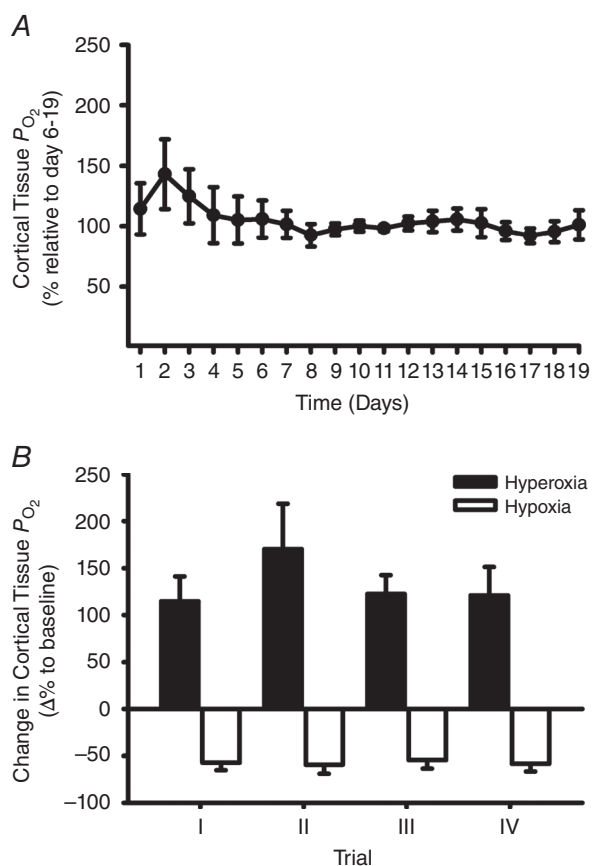 A
Cortical Tissue PO2
(% relative to day 6-19)
250
200
150
100
50
1 2 3 4 5 6 7 8 9 10 11 12 13 14 15 16 17 18 19
Time (Days)
B
Change in Cortical Tissue PO2
(Δ% to baseline)
250
200
150
100
50
0
−50
−100
Hyperoxia
Hypoxia
I II III IV
Trial